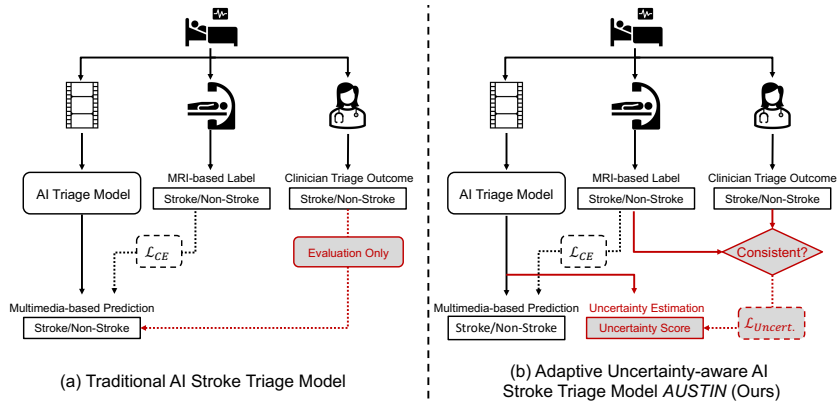 MRI-based Label
Clinician Triage Outcome
AI Triage Model
Stroke/Non-Stroke
Stroke/Non-Stroke
ℒ_CE
Evaluation Only
Multimedia-based Prediction
Stroke/Non-Stroke
(a) Traditional AI Stroke Triage Model
MRI-based Label
Clinician Triage Outcome
AI Triage Model
Stroke/Non-Stroke
Stroke/Non-Stroke
ℒ_CE
Consistent?
Multimedia-based Prediction
Uncertainty Estimation
Stroke/Non-Stroke
Uncertainty Score
ℒ_Uncert.
(b) Adaptive Uncertainty-aware AI
Stroke Triage Model AUSTIN (Ours)